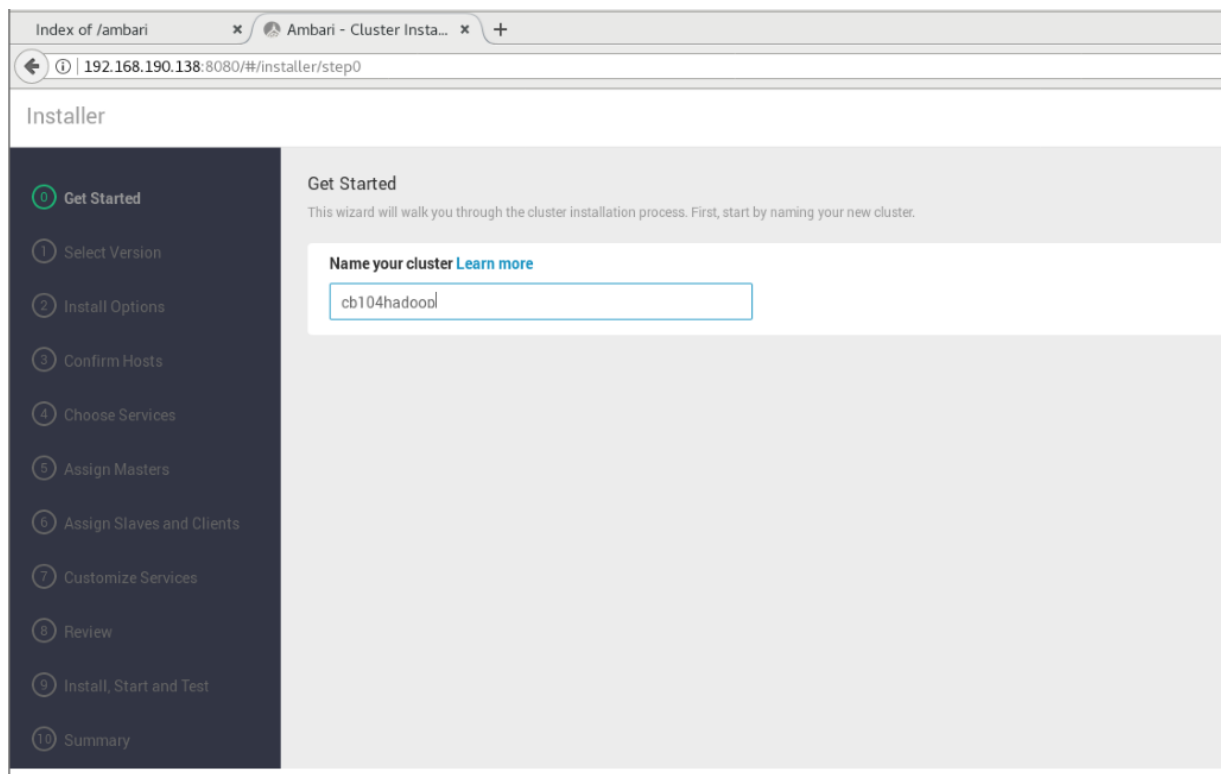 Index of /ambari
Ambari - Cluster Insta...
192.168.190.138:8080/#/installer/step0
Installer
0 Get Started
1 Select Version
2 Install Options
3 Confirm Hosts
4 Choose Services
5 Assign Masters
6 Assign Slaves and Clients
7 Customize Services
8 Review
9 Install, Start and Test
10 Summary
Get Started
This wizard will walk you through the cluster installation process. First, start by naming your new cluster.
Name your cluster Learn more
cb104hadoop